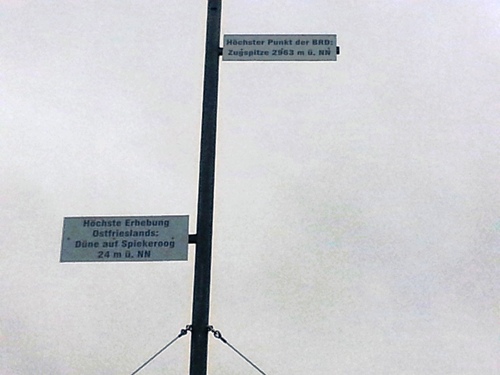 Höchster Punkt der BRD:
Zugspitze 2963 m ü. NN
Höchste Erhebung
Ostfrieslands:
Düne auf Spiekeroog
24 m ü. NN